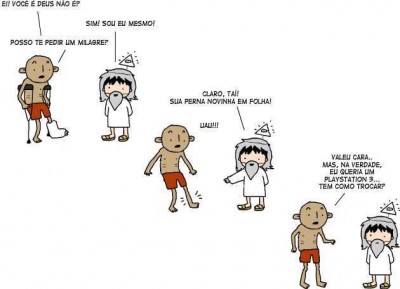 EI! VOCÊ É DEUS NÃO É?
SIM! SOU EU MESMO!
POSSO TE PEDIR UM MILAGRE?
CLARO, TAÍ!
SUA PERNA NOVINHA EM FOLHA!
UAU!!!
VALEU CARA..
MAS, NA VERDADE,
EU QUERIA UM
PLAYSTATION 3...
TEM COMO TROCAR?